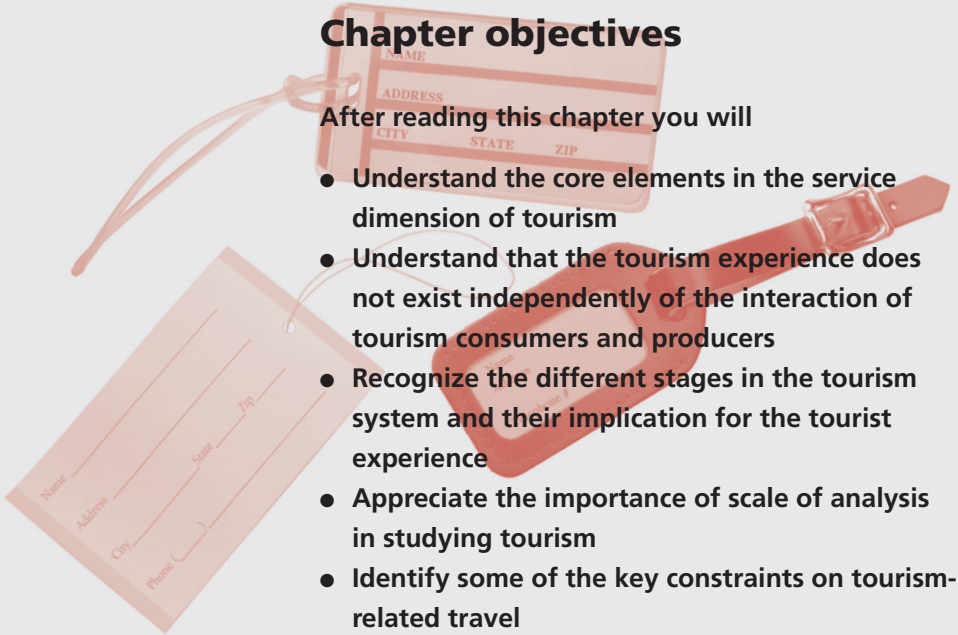 Chapter objectives
NAME
ADDRESS
After reading this chapter you will
CITY STATE ZIP
● Understand the core elements in the service
dimension of tourism
● Understand that the tourism experience does
not exist independently of the interaction of
tourism consumers and producers
Name
● Recognize the different stages in the tourism
system and their implication for the tourist
experience
● Appreciate the importance of scale of analysis
in studying tourism
● Identify some of the key constraints on tourism-
related travel
Name
Address
City State Zip
Phone ( )